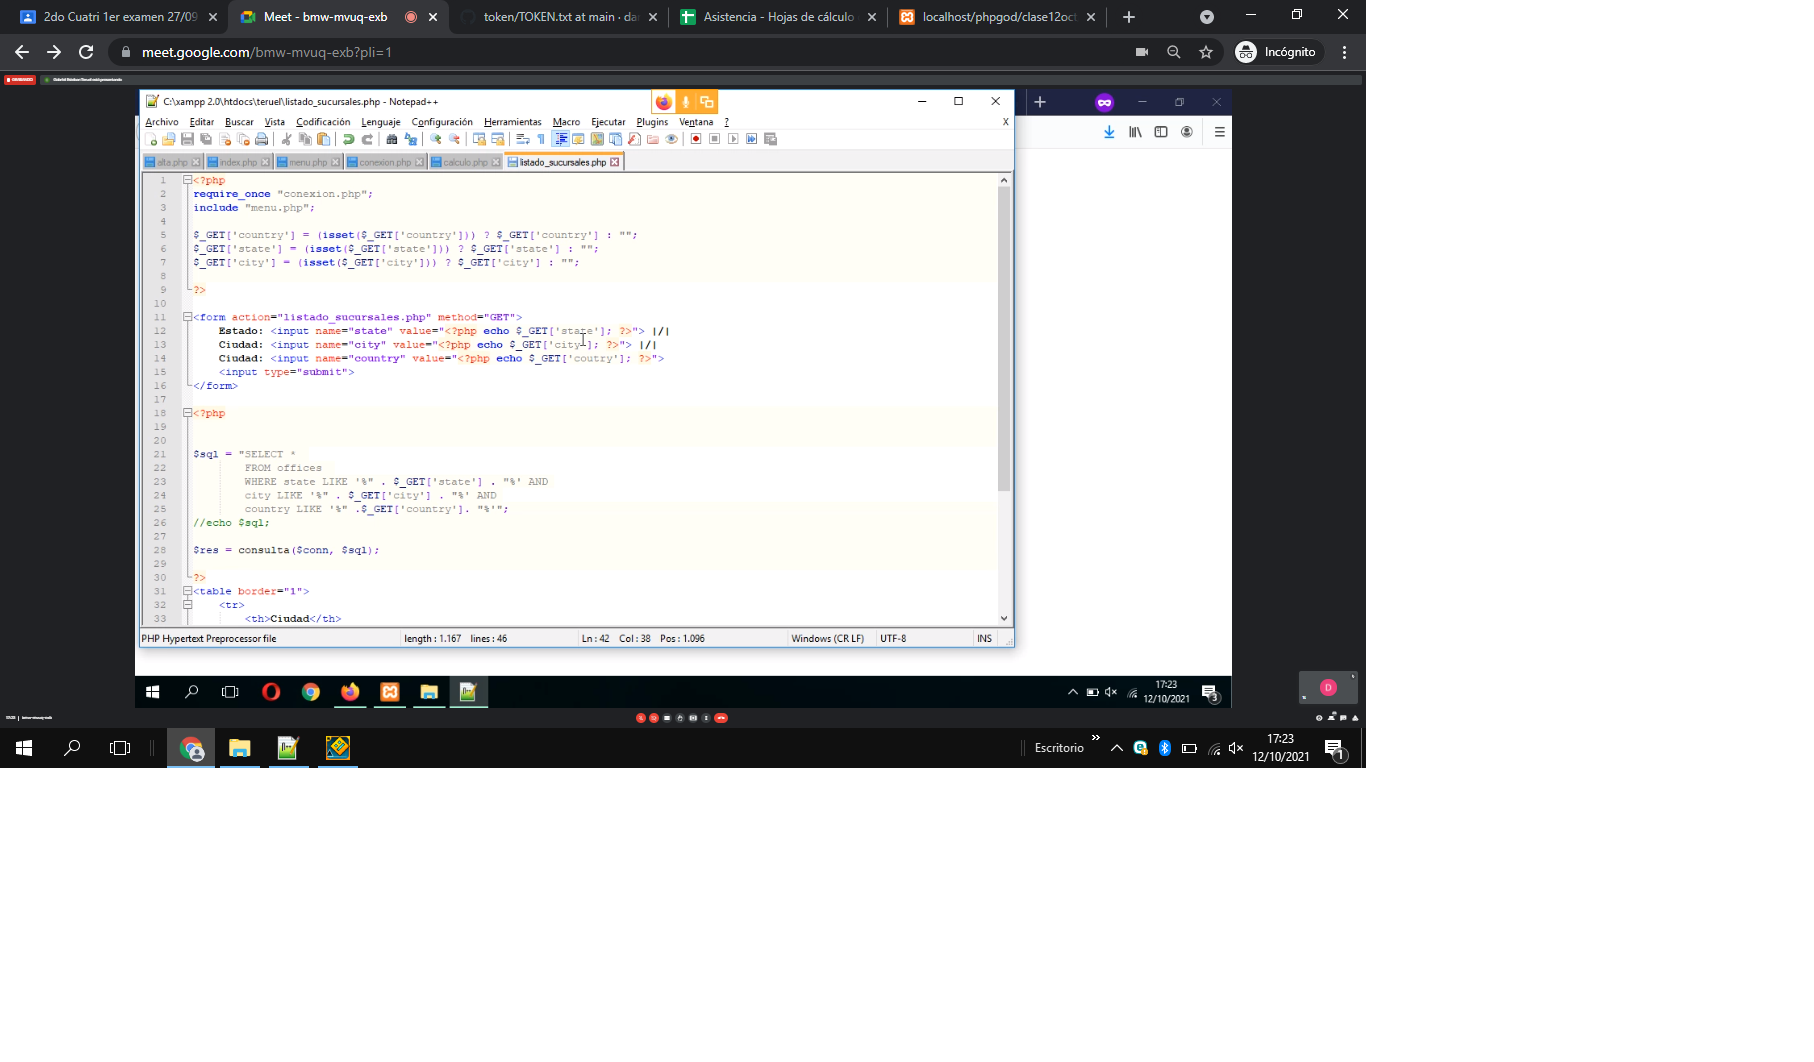 2do Cuatri 1er examen 27/09
Meet - bmw-mvuq-exb
token/TOKEN.txt at main · da
Asistencia - Hojas de cálculo
localhost/phpgod/clase12oct
meet.google.com/bmw-mvuq-exb?pli=1
Incógnito
C:\xampp 2.0\htdocs\teruel\listado_sucursales.php - Notepad++
Archivo Editar Buscar Vista Codificación Lenguaje Configuración Herramientas Macro Ejecutar Plugins Ventana ? X
alta.php index.php menu.php conexion.php calculo.php listado_sucursales.php
1 <?php
2 require_once "conexion.php";
3 include "menu.php";
4
5 $_GET['country'] = (isset($_GET['country'])) ? $_GET['country'] : "";
6 $_GET['state'] = (isset($_GET['state'])) ? $_GET['state'] : "";
7 $_GET['city'] = (isset($_GET['city'])) ? $_GET['city'] : "";
8
9 ?>
10
11 <form action="listado_sucursales.php" method="GET">
12 Estado: <input name="state" value="<?php echo $_GET['state']; ?>"> |/|
13 Ciudad: <input name="city" value="<?php echo $_GET['city']; ?>"> |/|
14 Ciudad: <input name="country" value="<?php echo $_GET['coutry']; ?>">
15 <input type="submit">
16 </form>
17
18 <?php
19
20
21 $sql = "SELECT *
22 FROM offices
23 WHERE state LIKE '%" . $_GET['state'] . "%' AND
24 city LIKE '%" . $_GET['city'] . "%' AND
25 country LIKE '%" .$_GET['country']. "%'";
26 //echo $sql;
27
28 $res = consulta($conn, $sql);
29
30 ?>
31 <table border="1">
32 <tr>
33 <th>Ciudad</th>
PHP Hypertext Preprocessor file length : 1.167 lines : 46 Ln : 42 Col : 38 Pos : 1.096 Windows (CR LF) UTF-8 INS
17:23
12/10/2021
3
D
Escritorio
17:23
12/10/2021
1